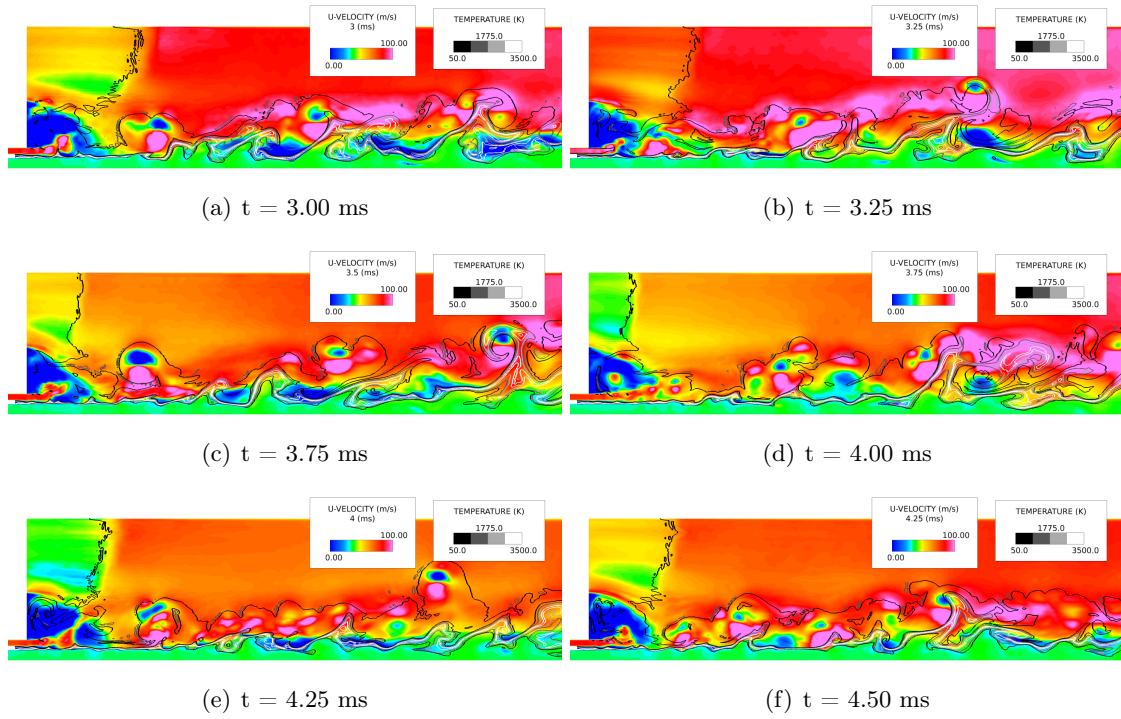 U-VELOCITY (m/s)
3 (ms)
100.00
0.00
TEMPERATURE (K)
1775.0
50.0 3500.0
U-VELOCITY (m/s)
3.25 (ms)
100.00
0.00
TEMPERATURE (K)
1775.0
50.0 3500.0
(a) t = 3.00 ms
(b) t = 3.25 ms
U-VELOCITY (m/s)
3.5 (ms)
100.00
0.00
TEMPERATURE (K)
1775.0
50.0 3500.0
U-VELOCITY (m/s)
3.75 (ms)
100.00
0.00
TEMPERATURE (K)
1775.0
50.0 3500.0
(c) t = 3.75 ms
(d) t = 4.00 ms
U-VELOCITY (m/s)
4 (ms)
100.00
0.00
TEMPERATURE (K)
1775.0
50.0 3500.0
U-VELOCITY (m/s)
4.25 (ms)
100.00
0.00
TEMPERATURE (K)
1775.0
50.0 3500.0
(e) t = 4.25 ms
(f) t = 4.50 ms